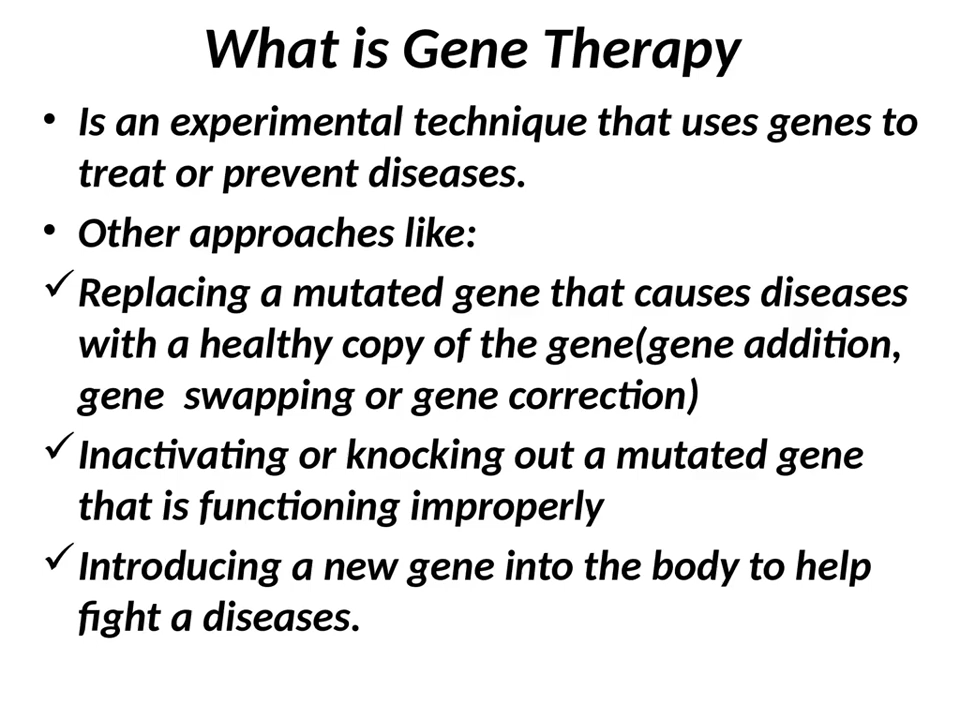 What is Gene Therapy
• Is an experimental technique that uses genes to
treat or prevent diseases.
• Other approaches like:
✓ Replacing a mutated gene that causes diseases
with a healthy copy of the gene(gene addition,
gene  swapping or gene correction)
✓ Inactivating or knocking out a mutated gene
that is functioning improperly
✓ Introducing a new gene into the body to help
fight a diseases.